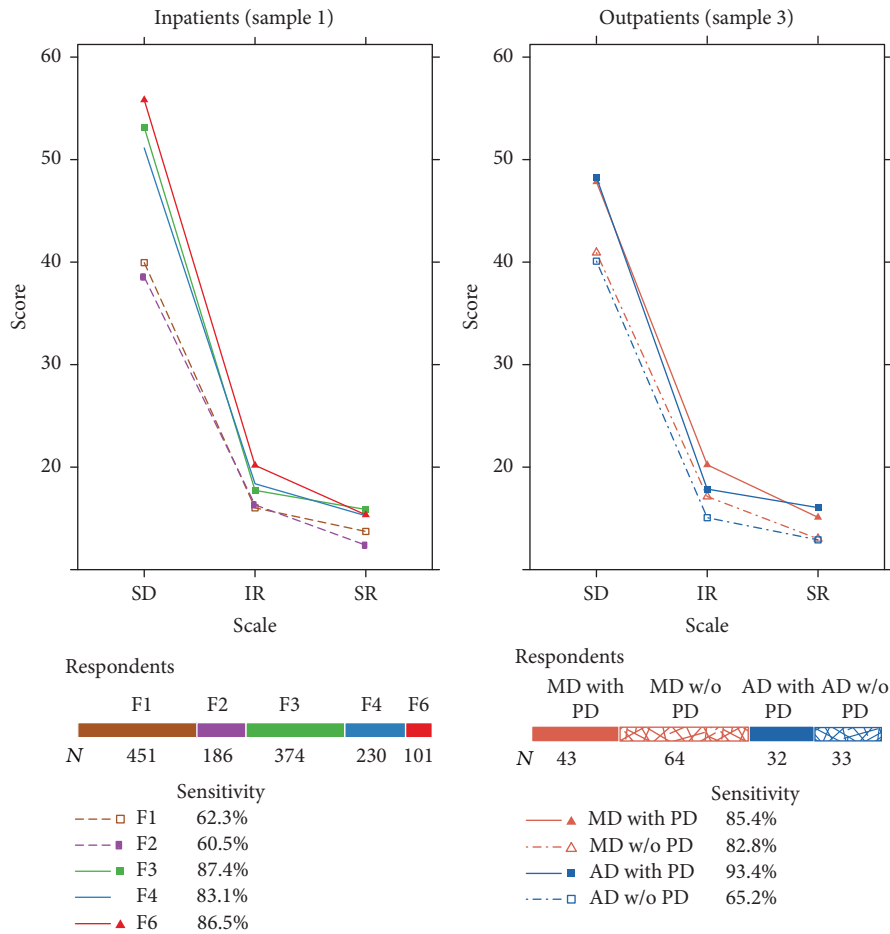 Inpatients (sample 1)
60
50
40
30
20
Score
SD IR SR
Scale
Respondents
F1 F2 F3 F4 F6
N 451 186 374 230 101
Sensitivity
F1 62.3%
F2 60.5%
F3 87.4%
F4 83.1%
F6 86.5%
Outpatients (sample 3)
60
50
40
30
20
Score
SD IR SR
Scale
Respondents
MD with MD w/o AD with AD w/o
PD PD PD PD
N 43 64 32 33
Sensitivity
MD with PD 85.4%
MD w/o PD 82.8%
AD with PD 93.4%
AD w/o PD 65.2%